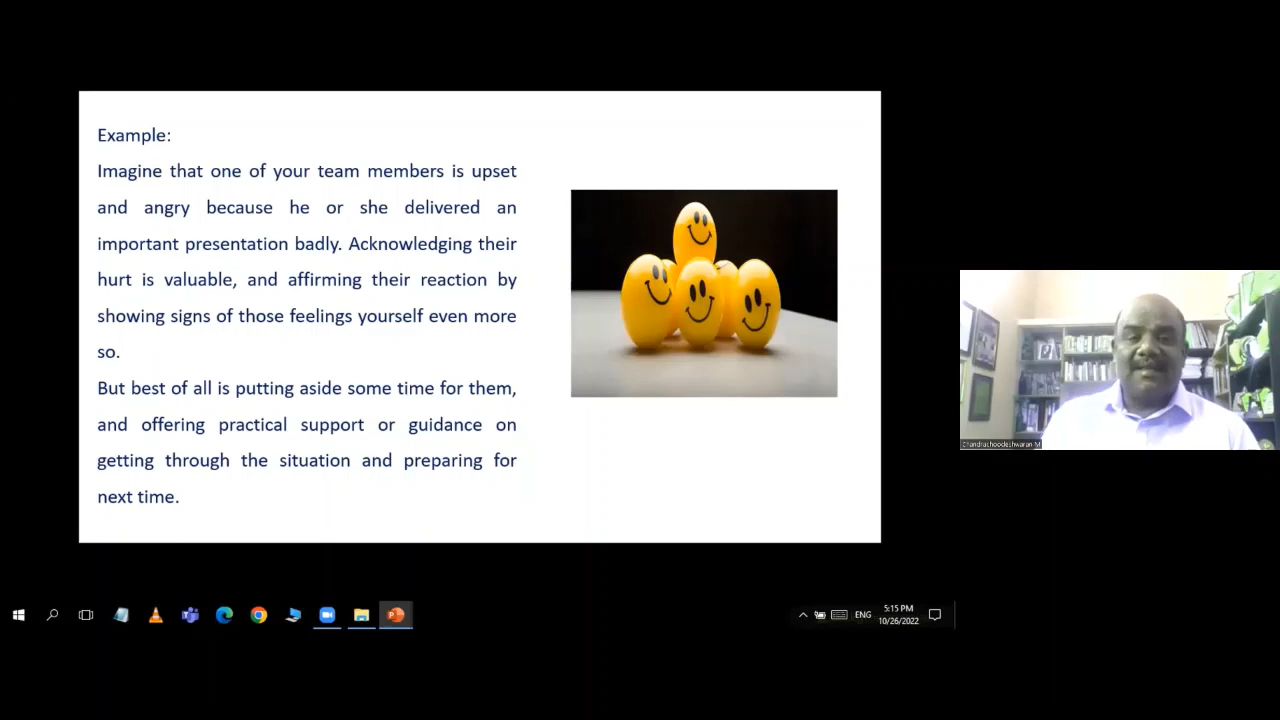 Example:
Imagine that one of your team members is upset
and angry because he or she delivered an
important presentation badly. Acknowledging their
hurt is valuable, and affirming their reaction by
showing signs of those feelings yourself even more
so.
But best of all is putting aside some time for them,
and offering practical support or guidance on
getting through the situation and preparing for
next time.
Chandrachoodeshwaran M
ENG
5:15 PM
10/26/2022